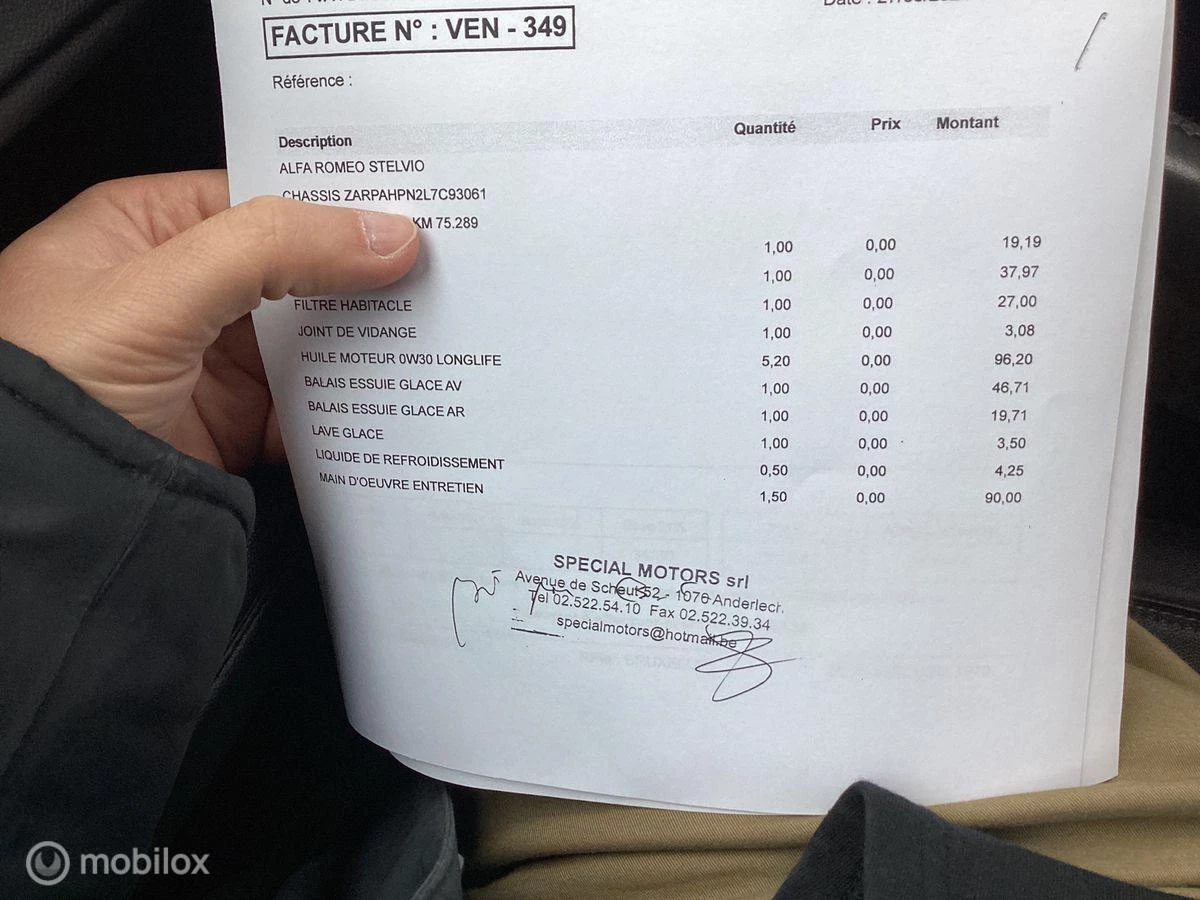 FACTURE N° : VEN - 349
Référence :
Description Quantité Prix Montant
ALFA ROMEO STELVIO
CHASSIS ZARPAHPN2L7C93061
KM 75.289
1,00 0,00 19,19
1,00 0,00 37,97
FILTRE HABITACLE 1,00 0,00 27,00
JOINT DE VIDANGE 1,00 0,00 3,08
HUILE MOTEUR 0W30 LONGLIFE 5,20 0,00 96,20
BALAIS ESSUIE GLACE AV 1,00 0,00 46,71
BALAIS ESSUIE GLACE AR 1,00 0,00 19,71
LAVE GLACE 1,00 0,00 3,50
LIQUIDE DE REFROIDISSEMENT 0,50 0,00 4,25
MAIN D'OEUVRE ENTRETIEN 1,50 0,00 90,00
SPECIAL MOTORS srl
Avenue de Scheut 52 - 1070 Anderlech.
Tel 02.522.54.10 Fax 02.522.39.34
specialmotors@hotmail.be
mobilox